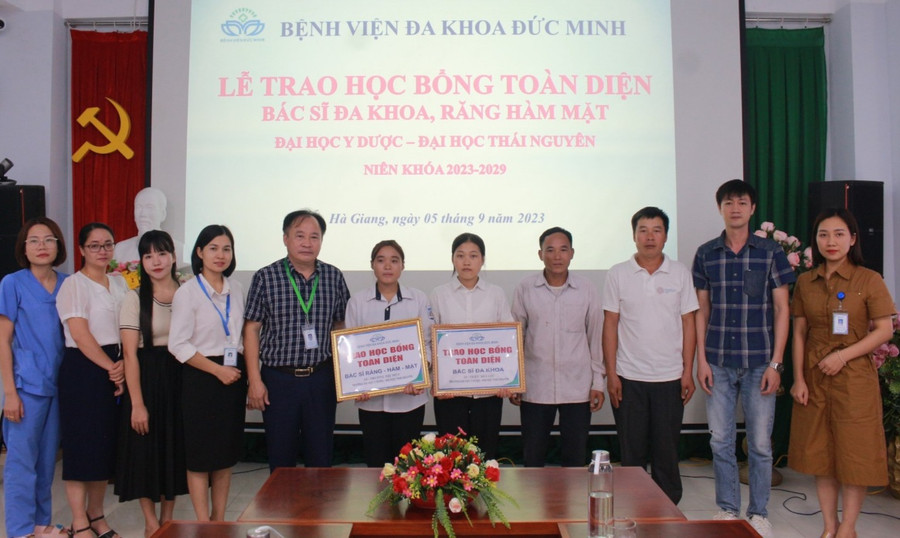 BỆNH VIỆN ĐA KHOA ĐỨC MINH
LỄ TRAO HỌC BỔNG TOÀN DIỆN
BÁC SĨ ĐA KHOA, RĂNG HÀM MẶT
ĐẠI HỌC Y DƯỢC – ĐẠI HỌC THÁI NGUYÊN
NIÊN KHÓA 2023-2029
Hà Giang, ngày 05 tháng 9 năm 2023
TRAO HỌC BỔNG
TOÀN DIỆN
BÁC SĨ RĂNG - HÀM - MẶT
TRAO HỌC BỔNG
TOÀN DIỆN
BÁC SĨ ĐA KHOA